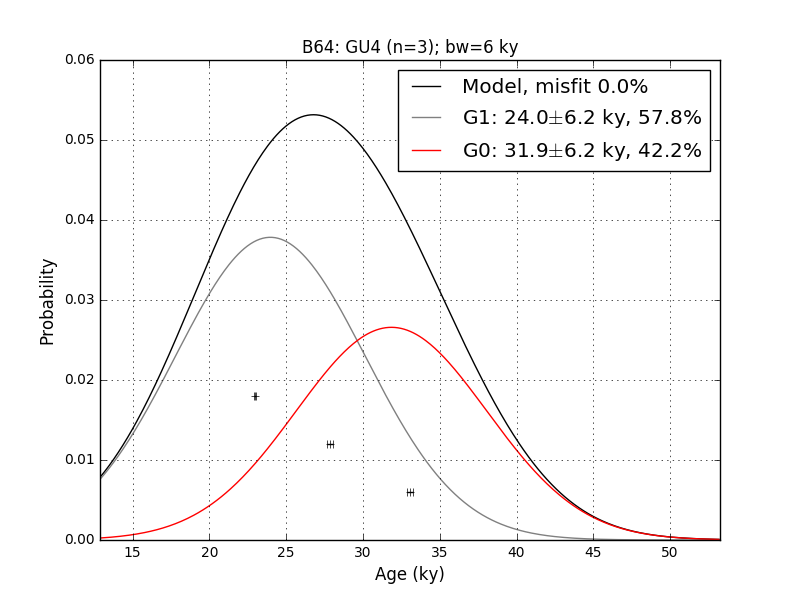 B64: GU4 (n=3); bw=6 ky
Model, misfit 0.0%
G1: 24.0±6.2 ky, 57.8%
G0: 31.9±6.2 ky, 42.2%
Probability
0.06
0.05
0.04
0.03
0.02
0.01
0.00
15 20 25 30 35 40 45 50
Age (ky)